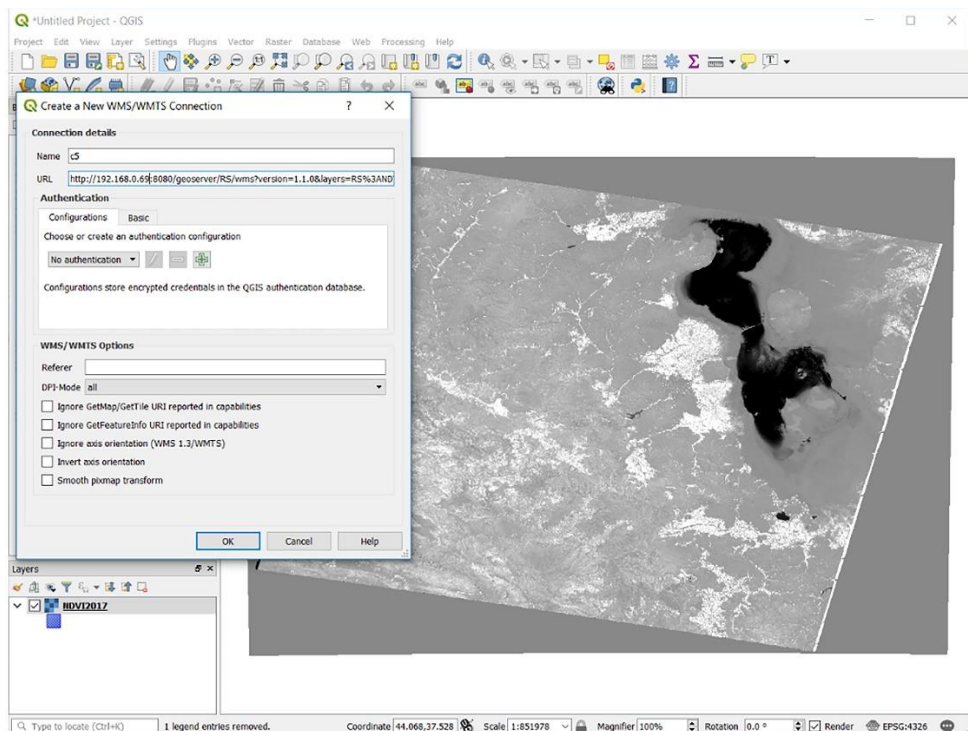 *Untitled Project - QGIS
Project Edit View Layer Settings Plugins Vector Raster Database Web Processing Help
Create a New WMS/WMTS Connection ?
Connection details
Name c5
URL http://192.168.0.69:8080/geoserver/RS/wms?version=1.1.0&layers=RS%3AND
Authentication
Configurations Basic
Choose or create an authentication configuration
No authentication
Configurations store encrypted credentials in the QGIS authentication database.
WMS/WMTS Options
Referer
DPI-Mode all
Ignore GetMap/GetTile URI reported in capabilities
Ignore GetFeatureInfo URI reported in capabilities
Ignore axis orientation (WMS 1.3/WMTS)
Invert axis orientation
Smooth pixmap transform
OK Cancel Help
Layers
NDVI2017
Type to locate (Ctrl+K) 1 legend entries removed. Coordinate 44.068,37.528 Scale 1:851978 Magnifier 100% Rotation 0.0 ° Render EPSG:4326